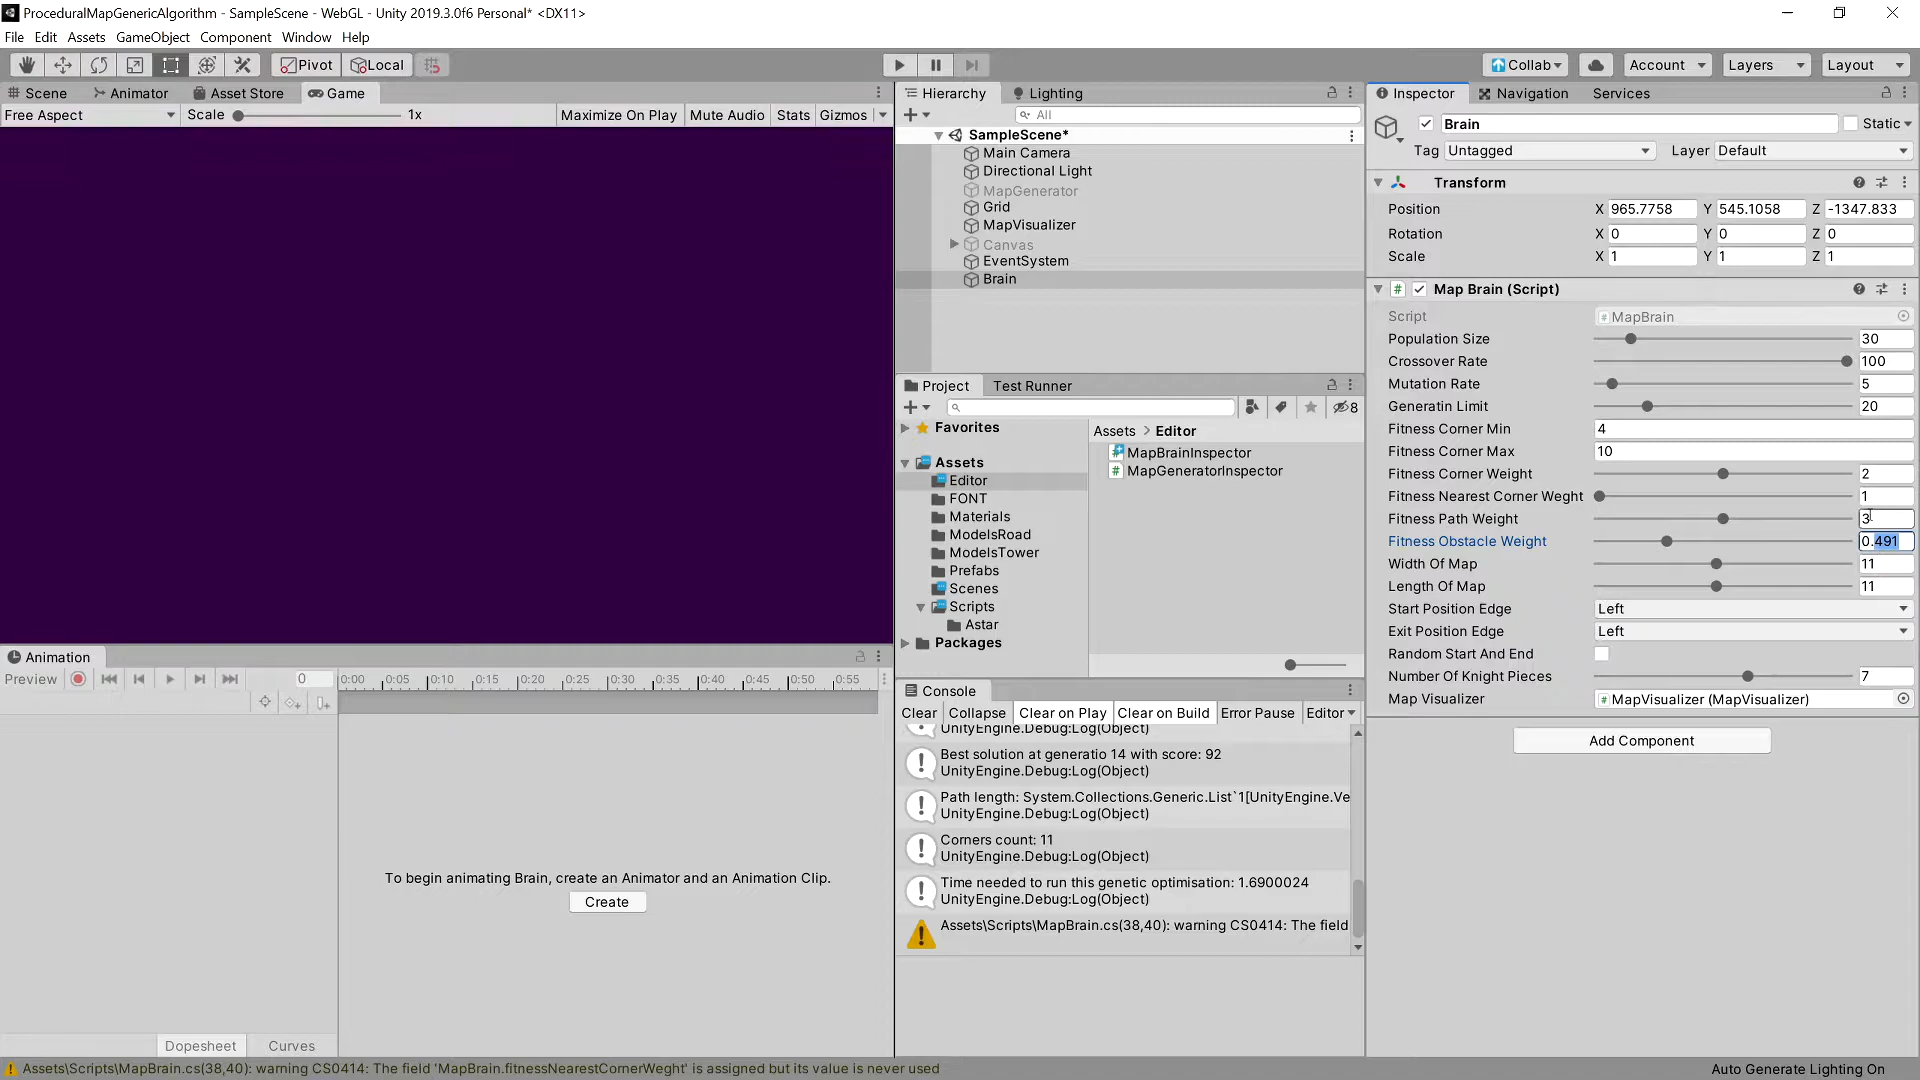 ProceduralMapGenericAlgorithm - SampleScene - WebGL - Unity 2019.3.0f6 Personal* <DX11>
File Edit Assets GameObject Component Window Help
Pivot Local Collab Account Layers Layout
Scene Animator Asset Store Game
Free Aspect Scale 1x Maximize On Play Mute Audio Stats Gizmos
Animation
Preview 0 0:00 0:05 0:10 0:15 0:20 0:25 0:30 0:35 0:40 0:45 0:50 0:55
To begin animating Brain, create an Animator and an Animation Clip.
Create
Dopesheet Curves
Hierarchy Lighting
All
SampleScene*
Main Camera
Directional Light
MapGenerator
Grid
MapVisualizer
Canvas
EventSystem
Brain
Project Test Runner
8
Favorites
Assets
Editor
FONT
Materials
ModelsRoad
ModelsTower
Prefabs
Scenes
Scripts
Astar
Packages
Assets > Editor
MapBrainInspector
MapGeneratorInspector
Console
Clear Collapse Clear on Play Clear on Build Error Pause Editor
UnityEngine.Debug:Log(Object)
Best solution at generatio 14 with score: 92
UnityEngine.Debug:Log(Object)
Path length: System.Collections.Generic.List`1[UnityEngine.Ve
UnityEngine.Debug:Log(Object)
Corners count: 11
UnityEngine.Debug:Log(Object)
Time needed to run this genetic optimisation: 1.6900024
UnityEngine.Debug:Log(Object)
Assets\Scripts\MapBrain.cs(38,40): warning CS0414: The field
Inspector Navigation Services
Brain Static
Tag Untagged Layer Default
Transform
Position X 965.7758 Y 545.1058 Z -1347.833
Rotation X 0 Y 0 Z 0
Scale X 1 Y 1 Z 1
# Map Brain (Script)
Script # MapBrain
Population Size 30
Crossover Rate 100
Mutation Rate 5
Generatin Limit 20
Fitness Corner Min 4
Fitness Corner Max 10
Fitness Corner Weight 2
Fitness Nearest Corner Weght 1
Fitness Path Weight 3
Fitness Obstacle Weight 0.491
Width Of Map 11
Length Of Map 11
Start Position Edge Left
Exit Position Edge Left
Random Start And End
Number Of Knight Pieces 7
Map Visualizer # MapVisualizer (MapVisualizer)
Add Component
Assets\Scripts\MapBrain.cs(38,40): warning CS0414: The field 'MapBrain.fitnessNearestCornerWeght' is assigned but its value is never used
Auto Generate Lighting On